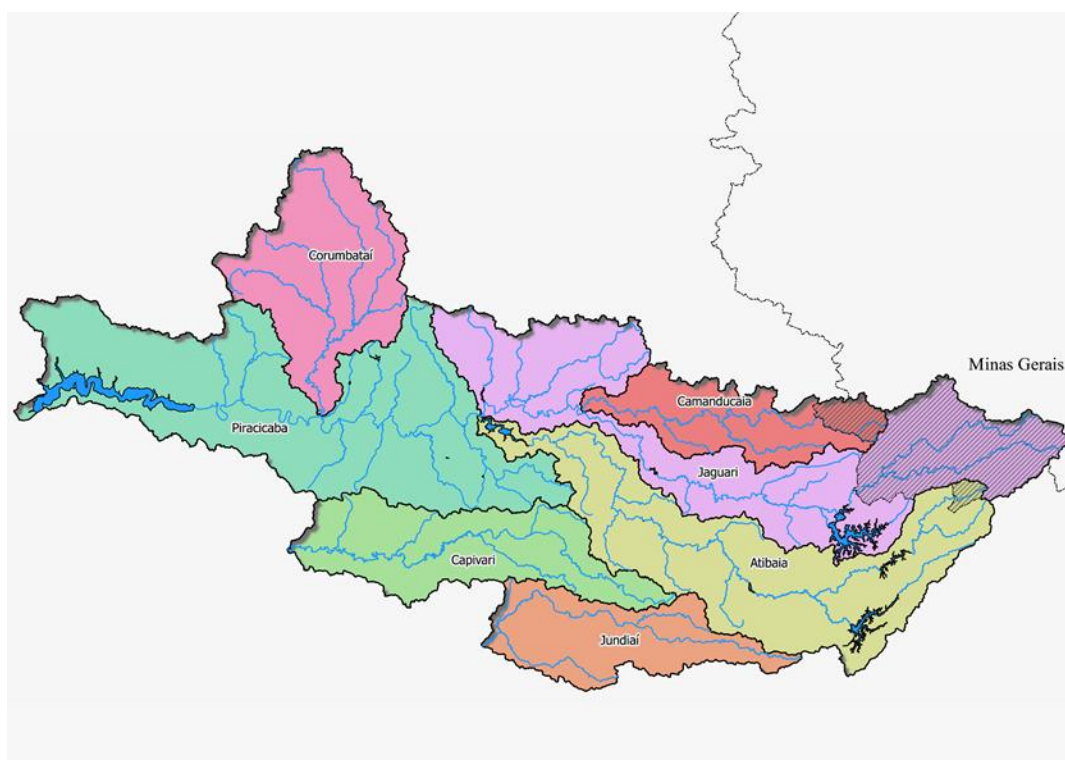 Corumbataí
Minas Gerais
Camanducaia
Piracicaba
Jaguari
Capivari
Atibaia
Jundiaí